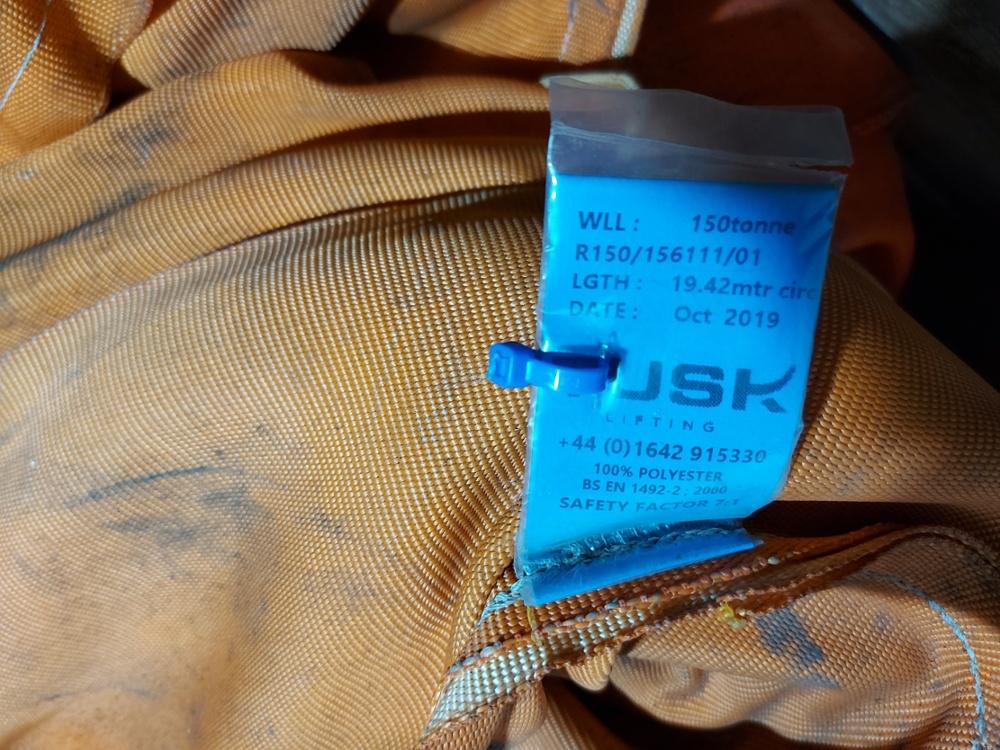 WLL : 150tonne
R150/156111/01
LGTH : 19.42mtr circ
DATE : Oct 2019
USK
LIFTING
+44 (0)1642 915330
100% POLYESTER
BS EN 1492-2 : 2000
SAFETY FACTOR 7:1